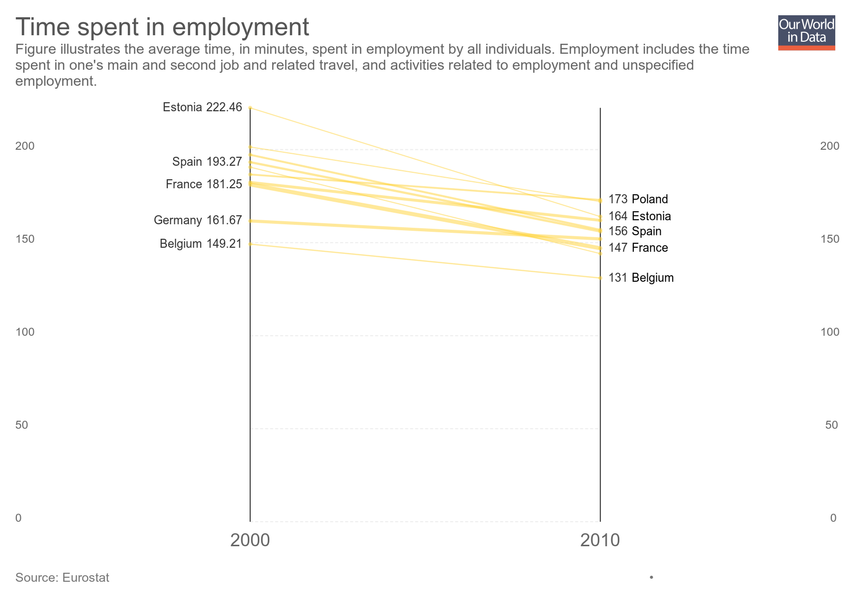 Time spent in employment
Our World
in Data
Figure illustrates the average time, in minutes, spent in employment by all individuals. Employment includes the time
spent in one's main and second job and related travel, and activities related to employment and unspecified
employment.
Estonia 222.46
200
200
Spain 193.27
France 181.25
173 Poland
164 Estonia
Germany 161.67
156 Spain
150
150
Belgium 149.21
147 France
131 Belgium
100
100
50
50
0
0
2000
2010
Source: Eurostat
•